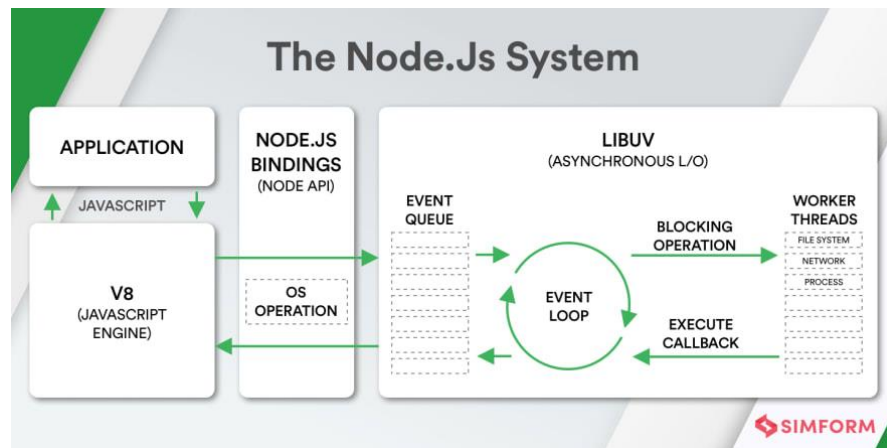 The Node.Js System
APPLICATION
JAVASCRIPT
V8
(JAVASCRIPT
ENGINE)
NODE.JS
BINDINGS
(NODE API)
OS
OPERATION
LIBUV
(ASYNCHRONOUS L/O)
EVENT
QUEUE
EVENT
LOOP
BLOCKING
OPERATION
EXECUTE
CALLBACK
WORKER
THREADS
FILE SYSTEM
NETWORK
PROCESS
SIMFORM